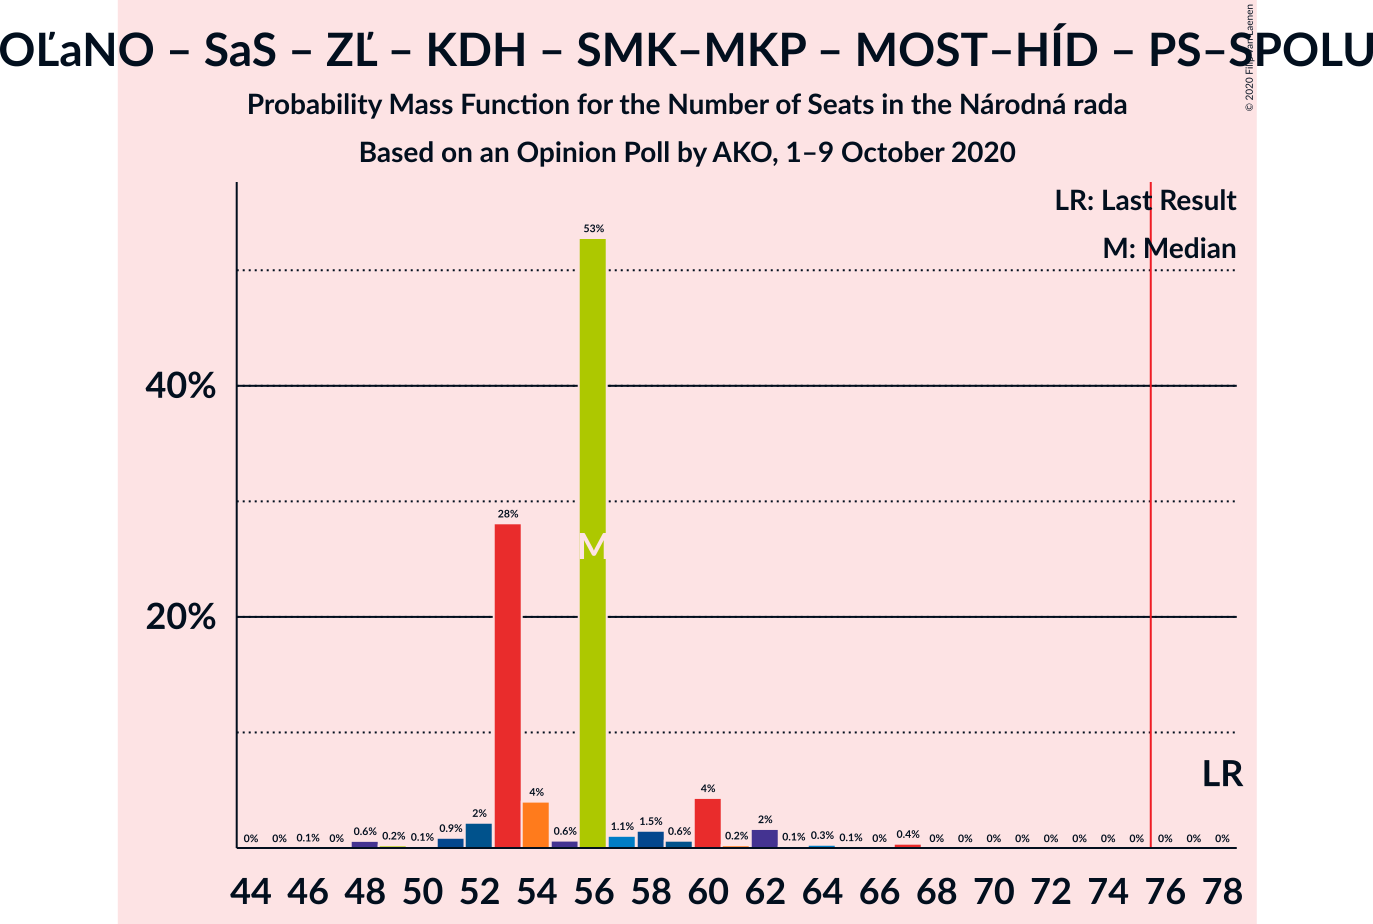 OĽaNO – SaS – ZĽ – KDH – SMK–MKP – MOST–HÍD – PS–SPOLU
© 2020 Filip van Laenen
Probability Mass Function for the Number of Seats in the Národná rada
Based on an Opinion Poll by AKO, 1–9 October 2020
LR: Last Result
M: Median
53%
40%
28%
M
20%
LR
0% 0% 0.1% 0% 0.6% 0.2% 0.1% 0.9% 2% 4% 0.6% 1.1% 1.5% 0.6% 4% 0.2% 2% 0.1% 0.3% 0.1% 0% 0.4% 0% 0% 0% 0% 0% 0% 0% 0% 0% 0% 0%
44 46 48 50 52 54 56 58 60 62 64 66 68 70 72 74 76 78